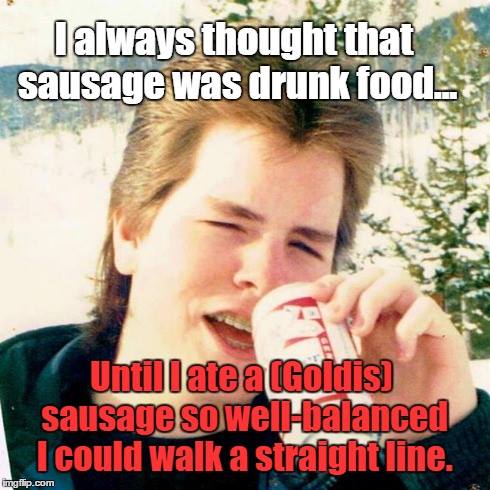 I always thought that
sausage was drunk food...
Until I ate a (Goldis)
sausage so well-balanced
I could walk a straight line.
imgflip.com